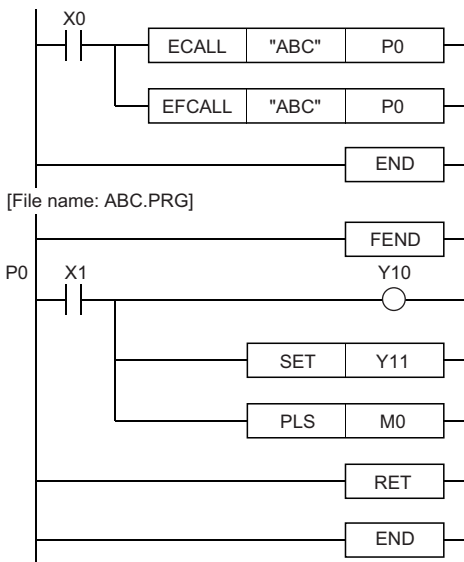 X0
ECALL "ABC" P0
EFCALL "ABC" P0
END
[File name: ABC.PRG]
FEND
P0 X1 Y10
SET Y11
PLS M0
RET
END